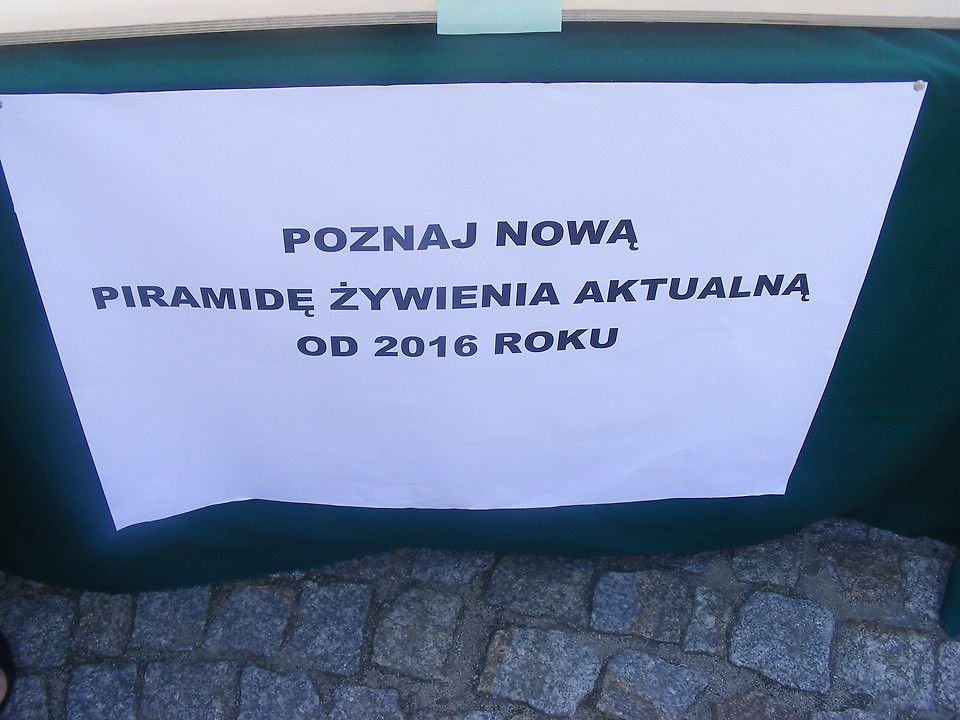 POZNAJ NOWĄ
PIRAMIDĘ ŻYWIENIA AKTUALNĄ
OD 2016 ROKU